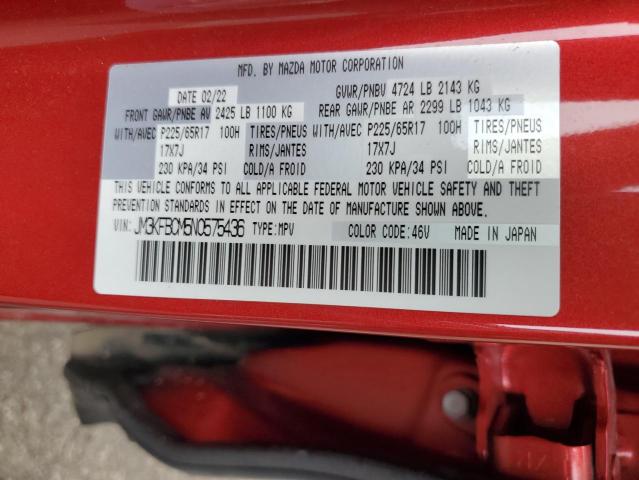 MFD. BY MAZDA MOTOR CORPORATION
DATE 02/22 GVWR/PNBV 4724 LB 2143 KG
FRONT GAWR/PNBE AV 2425 LB 1100 KG REAR GAWR/PNBE AR 2299 LB 1043 KG
WITH/AVEC P225/65R17 100H TIRES/PNEUS WITH/AVEC P225/65R17 100H TIRES/PNEUS
17X7J RIMS/JANTES 17X7J RIMS/JANTES
230 KPA/34 PSI COLD/A FROID 230 KPA/34 PSI COLD/A FROID
THIS VEHICLE CONFORMS TO ALL APPLICABLE FEDERAL MOTOR VEHICLE SAFETY AND THEFT
PREVENTION STANDARDS IN EFFECT ON THE DATE OF MANUFACTURE SHOWN ABOVE.
VIN: JM3KFBCM5N0575436 TYPE:MPV COLOR CODE:46V MADE IN JAPAN